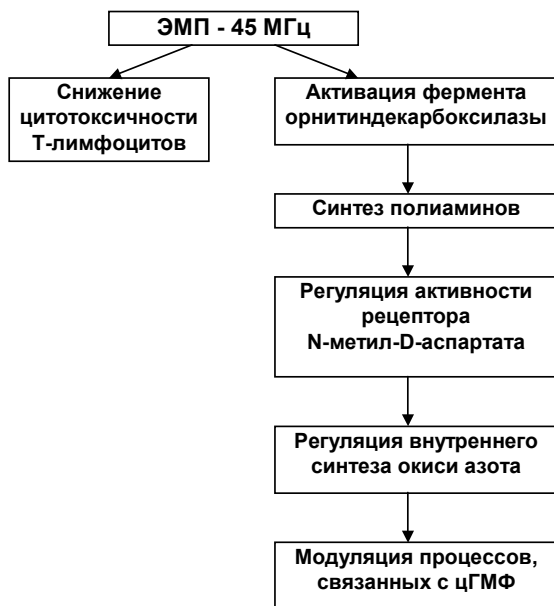 ЭМП - 45 МГц
Снижение
цитотоксичности
Т-лимфоцитов
Активация фермента
орнитиндекарбоксилазы
Синтез полиаминов
Регуляция активности
рецептора
N-метил-D-аспартата
Регуляция внутреннего
синтеза окиси азота
Модуляция процессов,
связанных с цГМФ